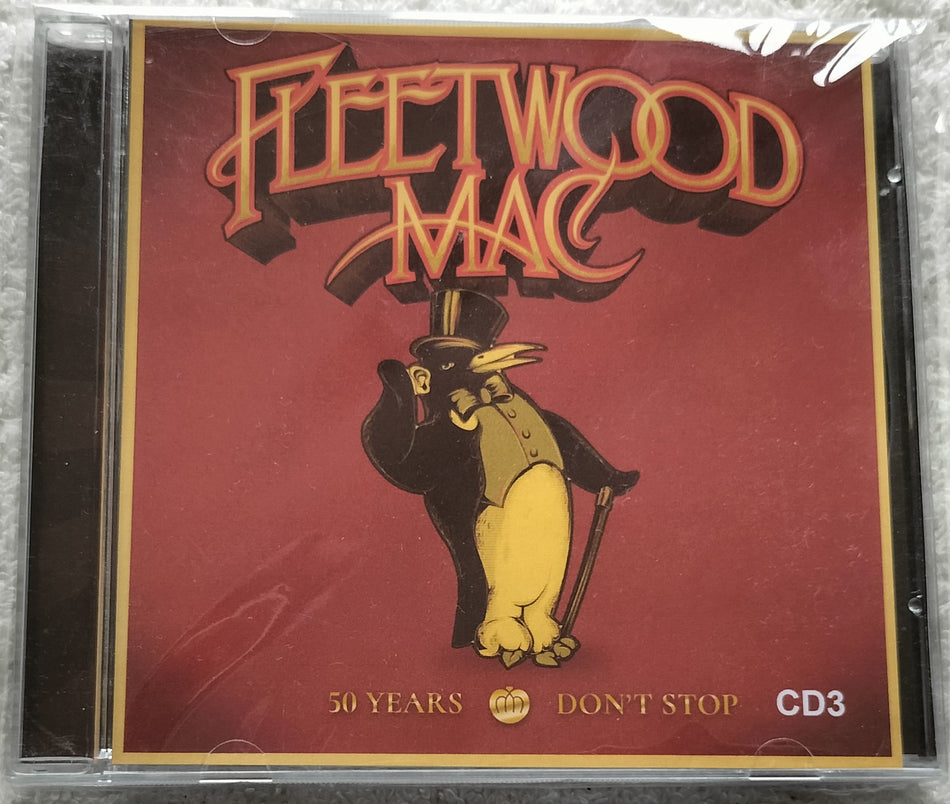 FLEETWOOD
MAC
50 YEARS DON'T STOP CD3